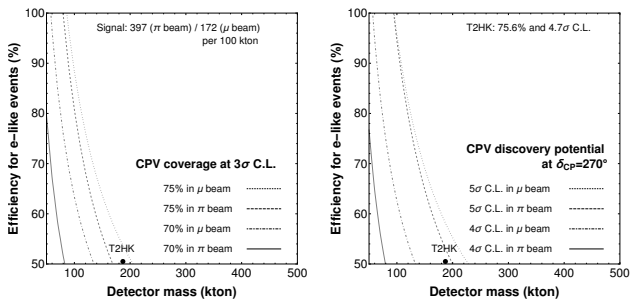 Signal: 397 (π beam) / 172 (μ beam)
per 100 kton
CPV coverage at 3σ C.L.
75% in μ beam
75% in π beam
70% in μ beam
70% in π beam
T2HK
Efficiency for e-like events (%)
100
90
80
70
60
50
100
200
300
400
500
Detector mass (kton)
T2HK: 75.6% and 4.7σ C.L.
CPV discovery potential
at δCP=270°
5σ C.L. in μ beam
5σ C.L. in π beam
4σ C.L. in μ beam
4σ C.L. in π beam
T2HK
Efficiency for e-like events (%)
100
90
80
70
60
50
100
200
300
400
500
Detector mass (kton)